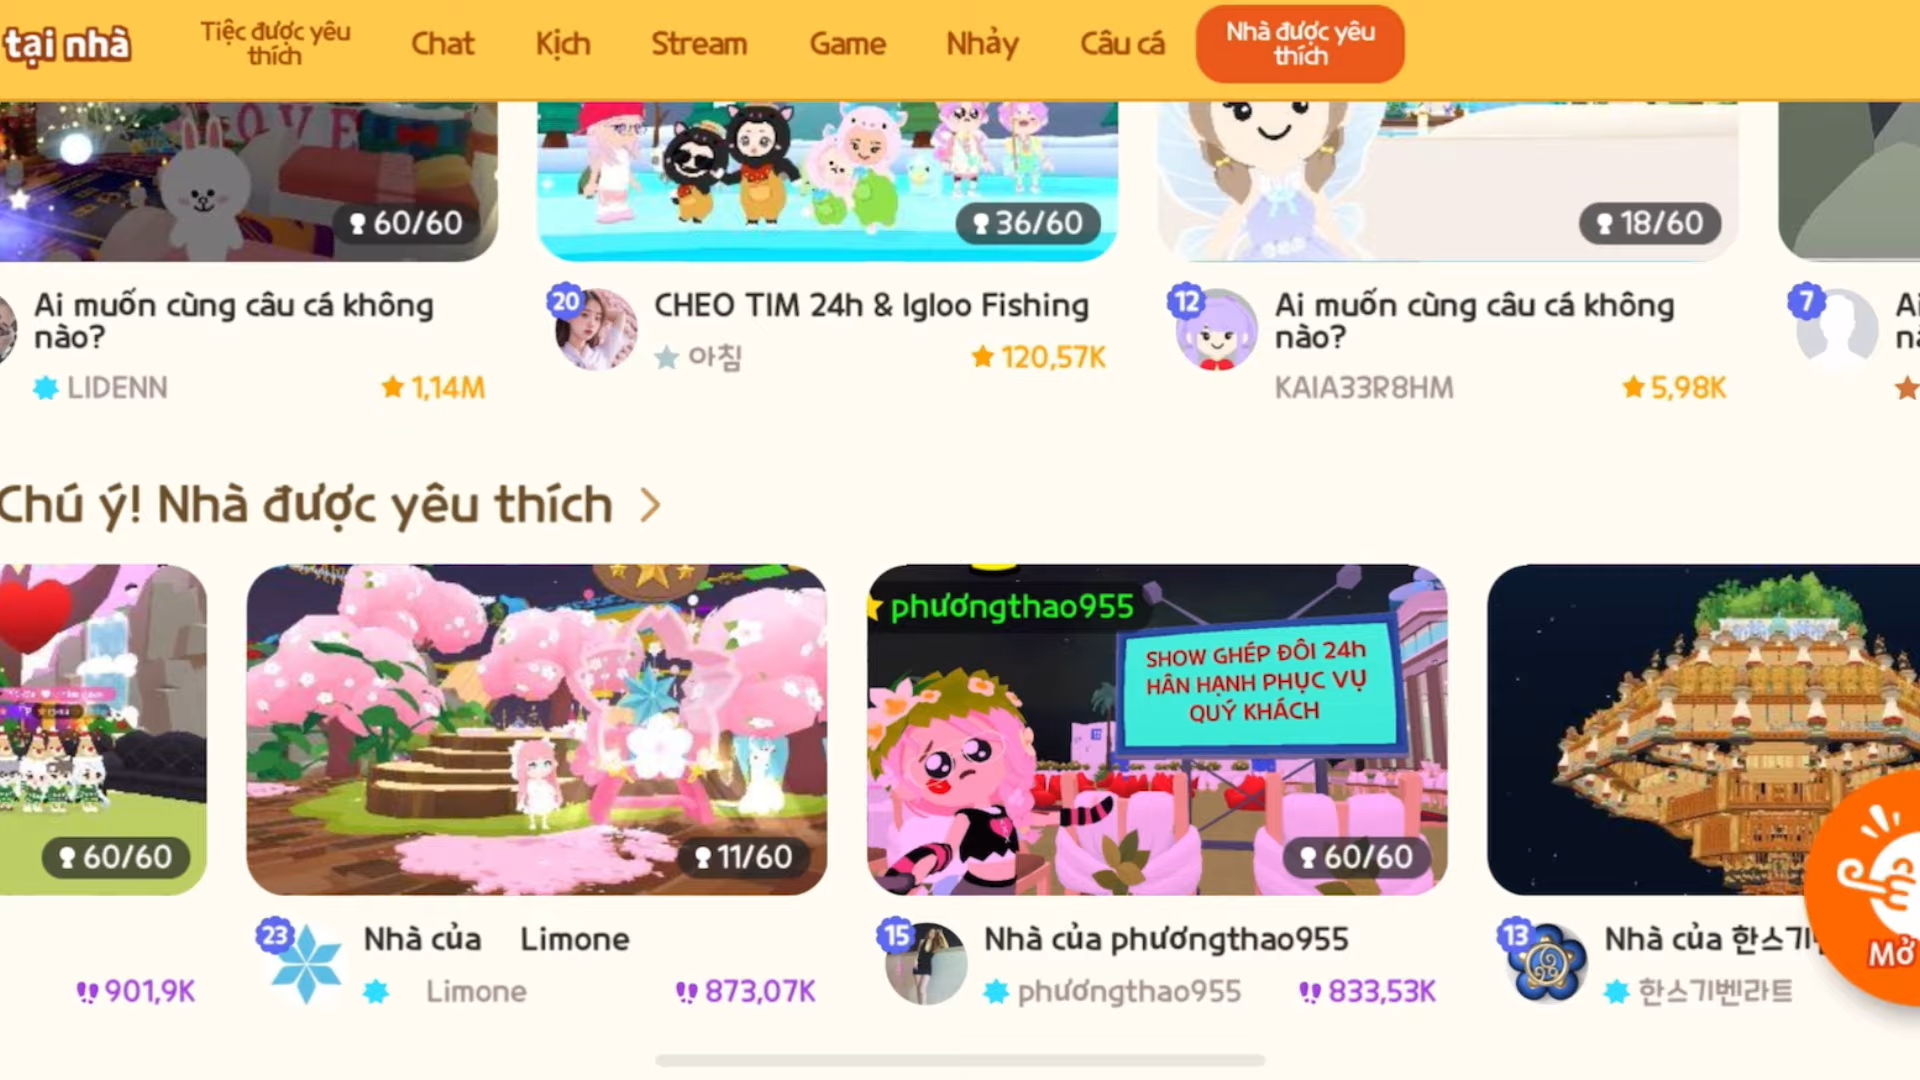 tại nhà
Tiệc được yêu
thích
Chat
Kịch
Stream
Game
Nhảy
Câu cá
Nhà được yêu
thích
LOVE
60/60
36/60
18/60
Ai muốn cùng câu cá không
nào?
LIDENN
1,14M
20
CHEO TIM 24h & Igloo Fishing
아침
120,57K
12
Ai muốn cùng câu cá không
nào?
KAIA33R8HM
5,98K
7
Chú ý! Nhà được yêu thích
60/60
11/60
phươngthao955
SHOW GHÉP ĐÔI 24h
HÂN HẠNH PHỤC VỤ
QUÝ KHÁCH
60/60
Mở
901,9K
23
Nhà của Limone
Limone
873,07K
15
Nhà của phươngthao955
phươngthao955
833,53K
13
Nhà của 한스기
한스기벤라트